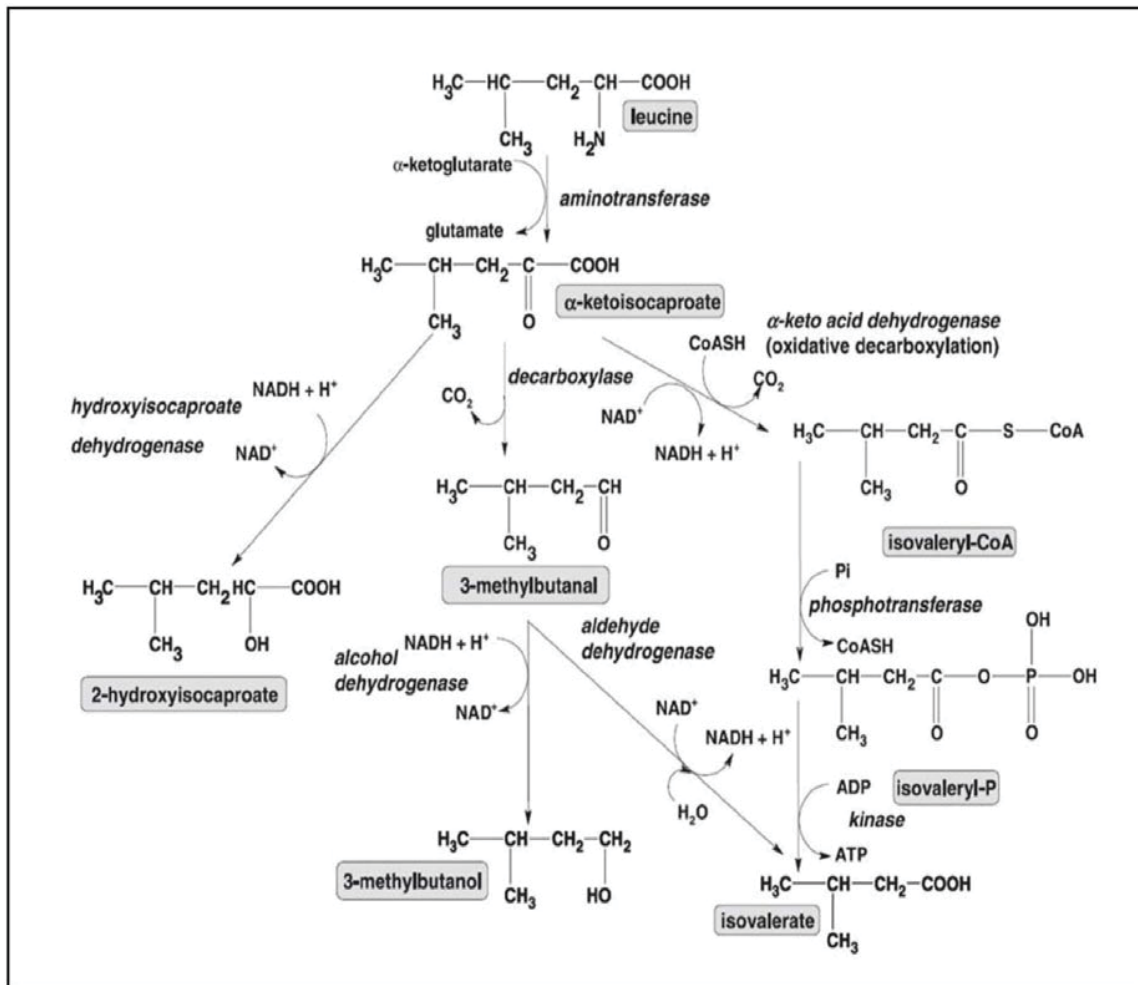 H₃C—HC—CH₂—CH—COOH
leucine
CH₃ H₂N
α-ketoglutarate
aminotransferase
glutamate
H₃C—CH—CH₂—C—COOH
α-ketoisocaproate
CH₃ O
α-keto acid dehydrogenase
(oxidative decarboxylation)
CoASH
CO₂
NAD⁺
NADH + H⁺
decarboxylase
CO₂
NADH + H⁺
hydroxyisocaproate
dehydrogenase
NAD⁺
H₃C—CH—CH₂—C—S—CoA
CH₃ O
isovaleryl-CoA
H₃C—CH—CH₂—CH
CH₃ O
3-methylbutanal
H₃C—CH—CH₂HC—COOH
CH₃ OH
2-hydroxyisocaproate
Pi
phosphotransferase
CoASH
NADH + H⁺
alcohol
dehydrogenase
NAD⁺
aldehyde
dehydrogenase
NAD⁺
NADH + H⁺
H₂O
OH
H₃C—CH—CH₂—C—O—P—OH
CH₃ O O
isovaleryl-P
ADP
kinase
ATP
H₃C—CH—CH₂—CH₂
CH₃ HO
3-methylbutanol
H₃C—CH—CH₂—COOH
isovalerate
CH₃